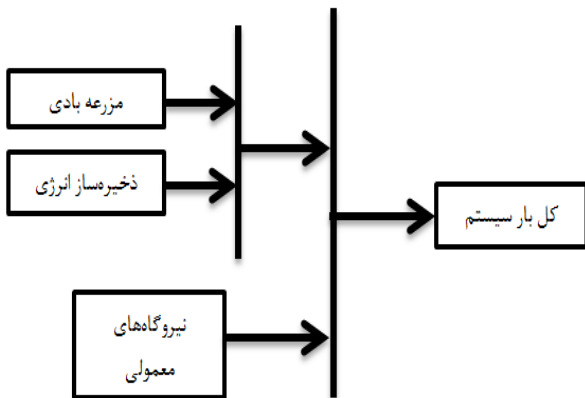 مزرعه بادی
ذخیره‌ساز انرژی
کل بار سیستم
نیروگاه‌های
معمولی